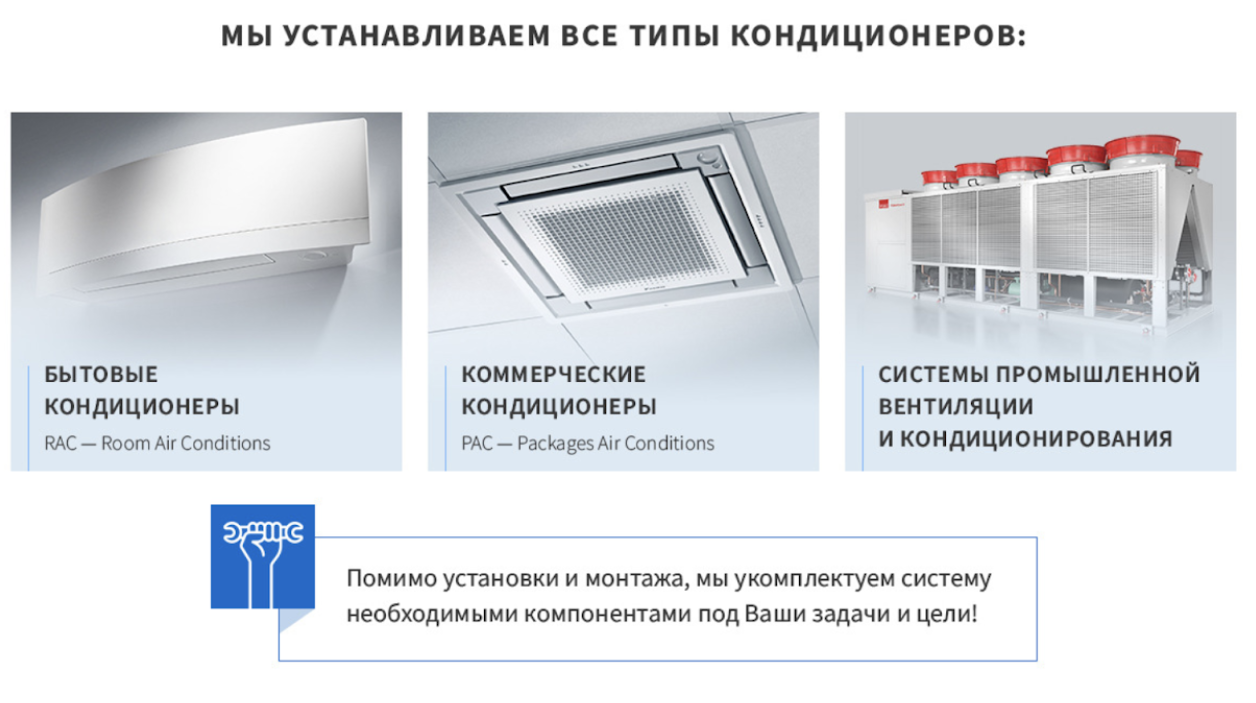 МЫ УСТАНАВЛИВАЕМ ВСЕ ТИПЫ КОНДИЦИОНЕРОВ:
БЫТОВЫЕ
КОНДИЦИОНЕРЫ
RAC — Room Air Conditions
КОММЕРЧЕСКИЕ
КОНДИЦИОНЕРЫ
PAC — Packages Air Conditions
СИСТЕМЫ ПРОМЫШЛЕННОЙ
ВЕНТИЛЯЦИИ
И КОНДИЦИОНИРОВАНИЯ
Помимо установки и монтажа, мы укомплектуем систему
необходимыми компонентами под Ваши задачи и цели!